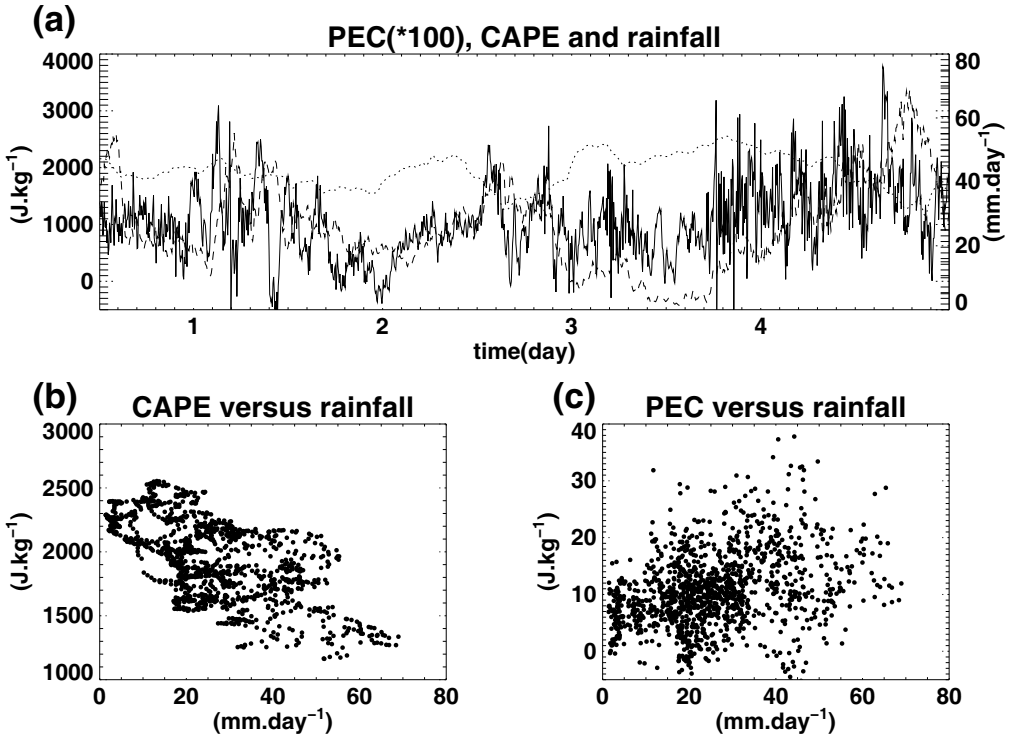 (a)
PEC(*100), CAPE and rainfall
4000
3000
2000
1000
0
(J.kg⁻¹)
80
60
40
20
0
(mm.day⁻¹)
1 2 3 4
time(day)
(b)
CAPE versus rainfall
3000
2500
2000
1500
1000
(J.kg⁻¹)
0 20 40 60 80
(mm.day⁻¹)
(c)
PEC versus rainfall
40
30
20
10
0
(J.kg⁻¹)
0 20 40 60 80
(mm.day⁻¹)